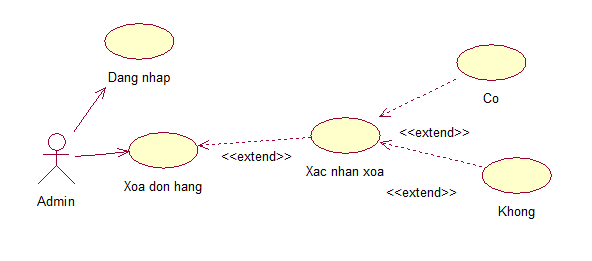 Dang nhap
Co
<<extend>>
<<extend>>
Xoa don hang
Xac nhan xoa
<<extend>>
Admin
Khong